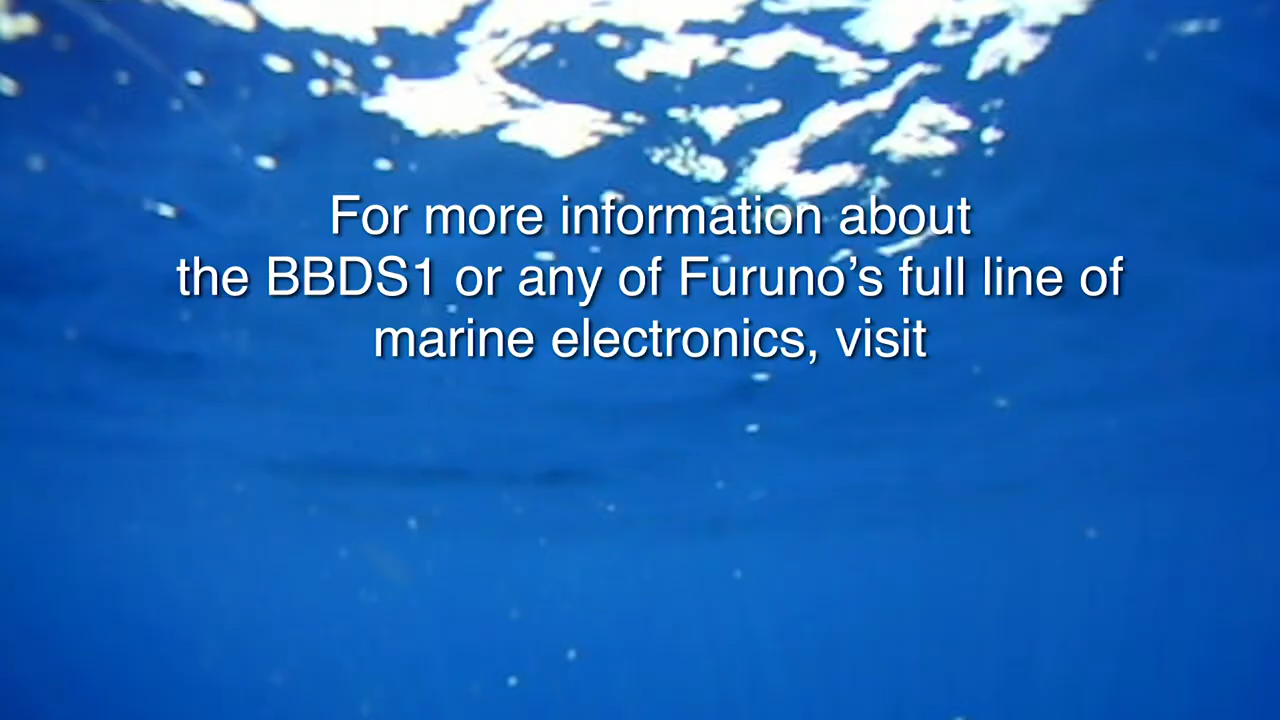 For more information about
the BBDS1 or any of Furuno’s full line of
marine electronics, visit